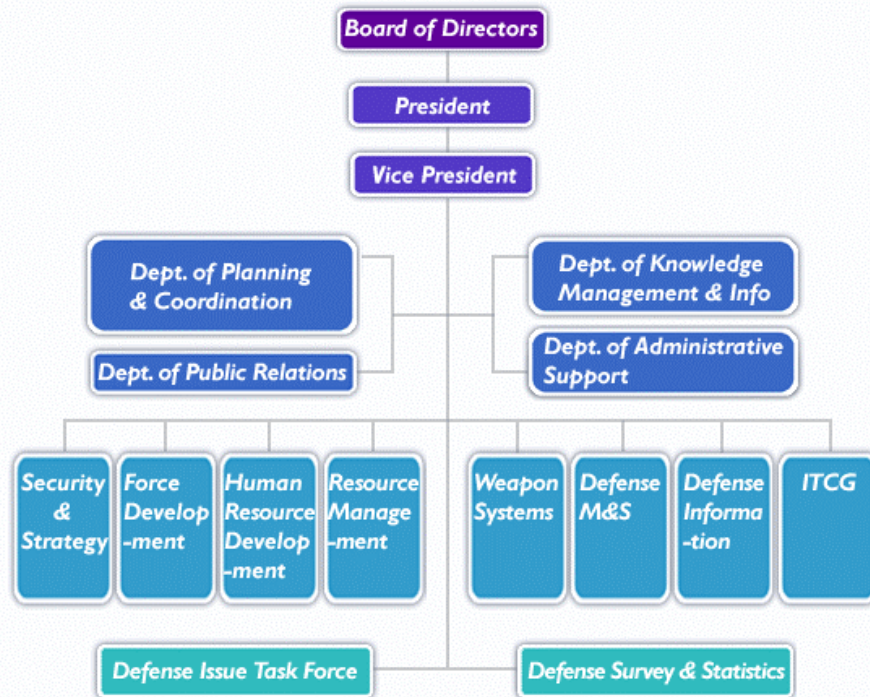 Board of Directors
President
Vice President
Dept. of Planning
& Coordination
Dept. of Knowledge
Management & Info
Dept. of Public Relations
Dept. of Administrative
Support
Security
&
Strategy
Force
Develop
-ment
Human
Resource
Develop
-ment
Resource
Manage
-ment
Weapon
Systems
Defense
M&S
Defense
Informa
-tion
ITCG
Defense Issue Task Force
Defense Survey & Statistics